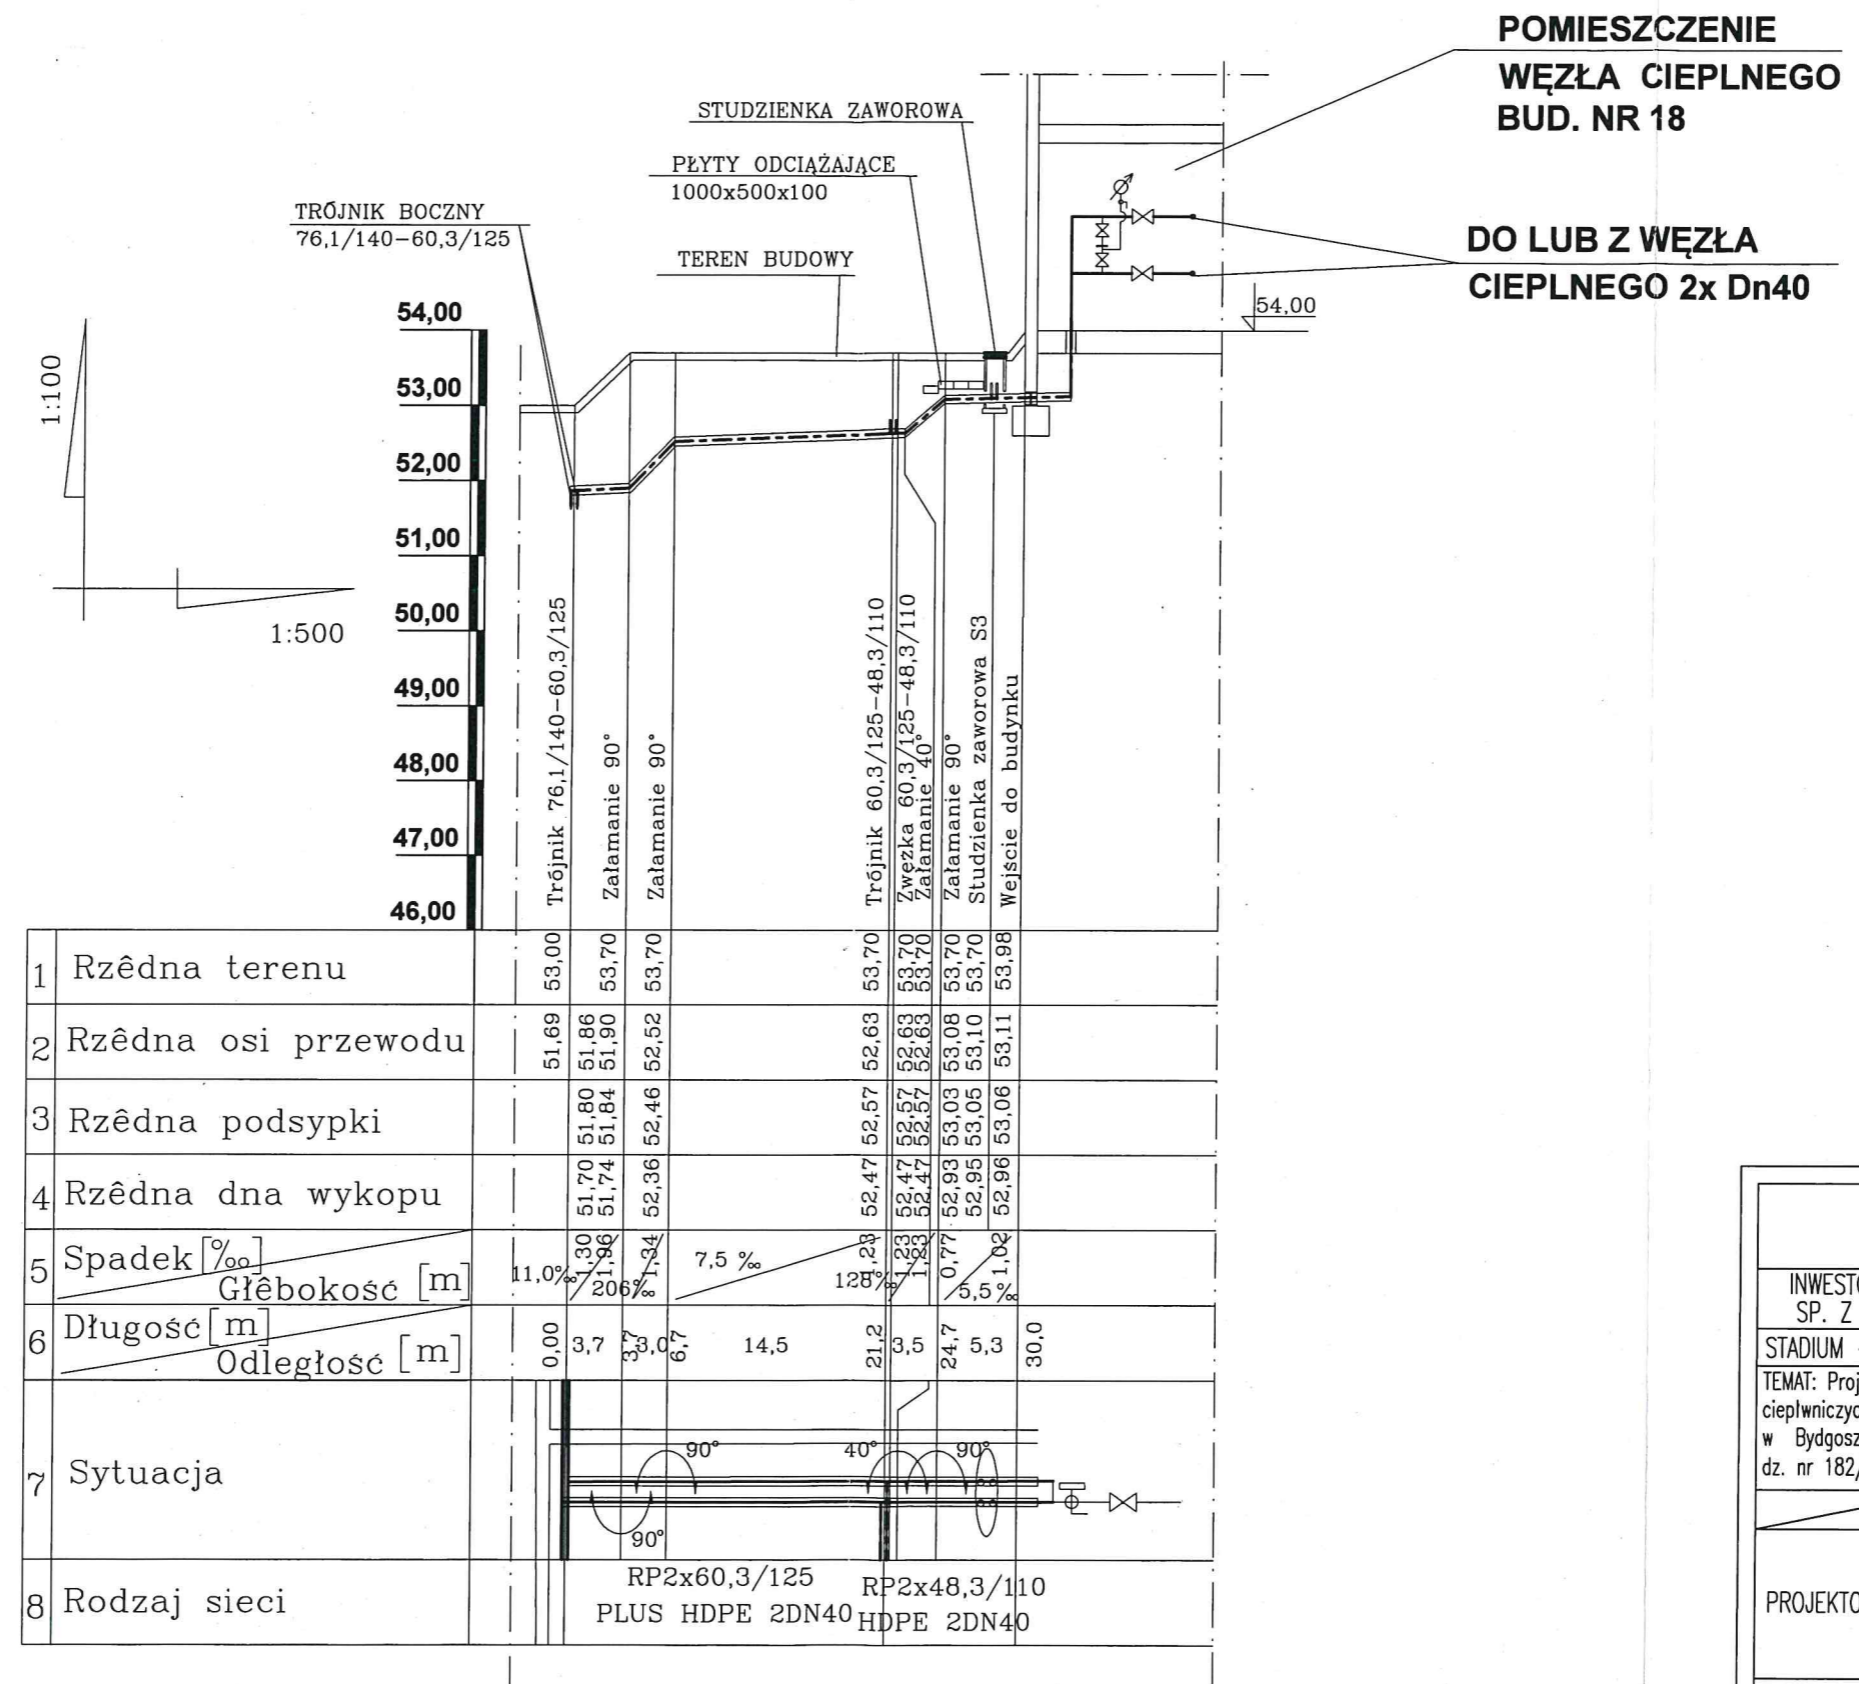 POMIESZCZENIE
WĘZŁA CIEPLNEGO
BUD. NR 18
STUDZIENKA ZAWOROWA
PŁYTY ODCIĄŻAJĄCE
1000x500x100
TRÓJNIK BOCZNY
76,1/140-60,3/125
TEREN BUDOWY
DO LUB Z WĘZŁA
CIEPLNEGO 2x Dn40
54,00
1:100
1:500
54,00
53,00
52,00
51,00
50,00
49,00
48,00
47,00
46,00
Trójnik 76,1/140-60,3/125
Załamanie 90°
Załamanie 90°
Trójnik 60,3/125-48,3/110
Zwężka 60,3/125-48,3/110
Załamanie 40°
Załamanie 90°
Studzienka zaworowa S3
Wejście do budynku
1 Rzêdna terenu
53,00 53,70 53,70 53,70 53,70 53,70 53,70 53,70 53,98
2 Rzêdna osi przewodu
51,69 51,86 51,90 52,52 52,63 52,63 52,63 53,08 53,10 53,11
3 Rzêdna podsypki
51,80 51,84 52,46 52,57 52,57 52,57 53,03 53,05 53,06
4 Rzêdna dna wykopu
51,70 51,74 52,36 52,47 52,47 52,47 52,93 52,95 52,96
5 Spadek [‰]
Głêbokość [m]
11,0‰ 1,30 1,96 206‰ 1,34 7,5 ‰ 128‰ 1,23 1,23 1,23 0,77 5,5 ‰ 1,02
6 Długość [m]
Odległość [m]
0,00 3,7 3,7 3,0 6,7 14,5 21,2 3,5 24,7 5,3 30,0
7 Sytuacja
90° 40° 90°
90°
8 Rodzaj sieci
RP2x60,3/125
PLUS HDPE 2DN40
RP2x48,3/110
HDPE 2DN40
INWEST
SP. Z
STADIUM
TEMAT: Proj
ciepłwniczyc
w Bydgosz
dz. nr 182/
PROJEKTO